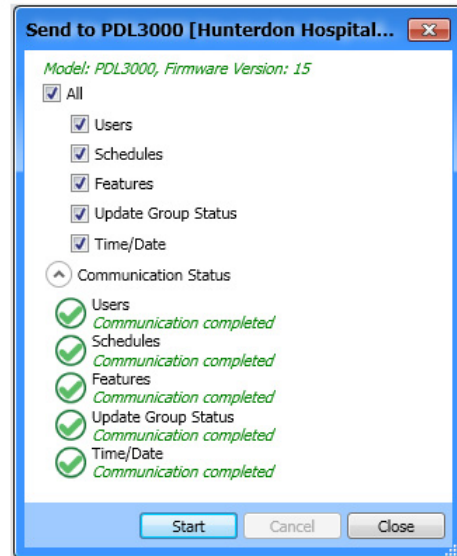 Send to PDL3000 [Hunterdon Hospital...
Model: PDL3000, Firmware Version: 15
All
Users
Schedules
Features
Update Group Status
Time/Date
Communication Status
Users
Communication completed
Schedules
Communication completed
Features
Communication completed
Update Group Status
Communication completed
Time/Date
Communication completed
Start Cancel Close